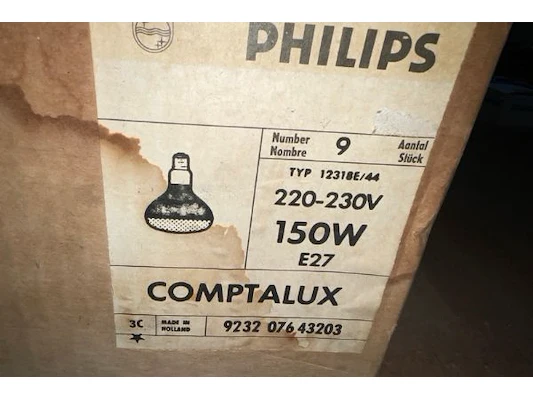 PHILIPS
Number 9 Aantal
Nombre Stück
TYP 12318E/44
220-230V
150W
E27
COMPTALUX
3C MADE IN HOLLAND 9232 076 43203